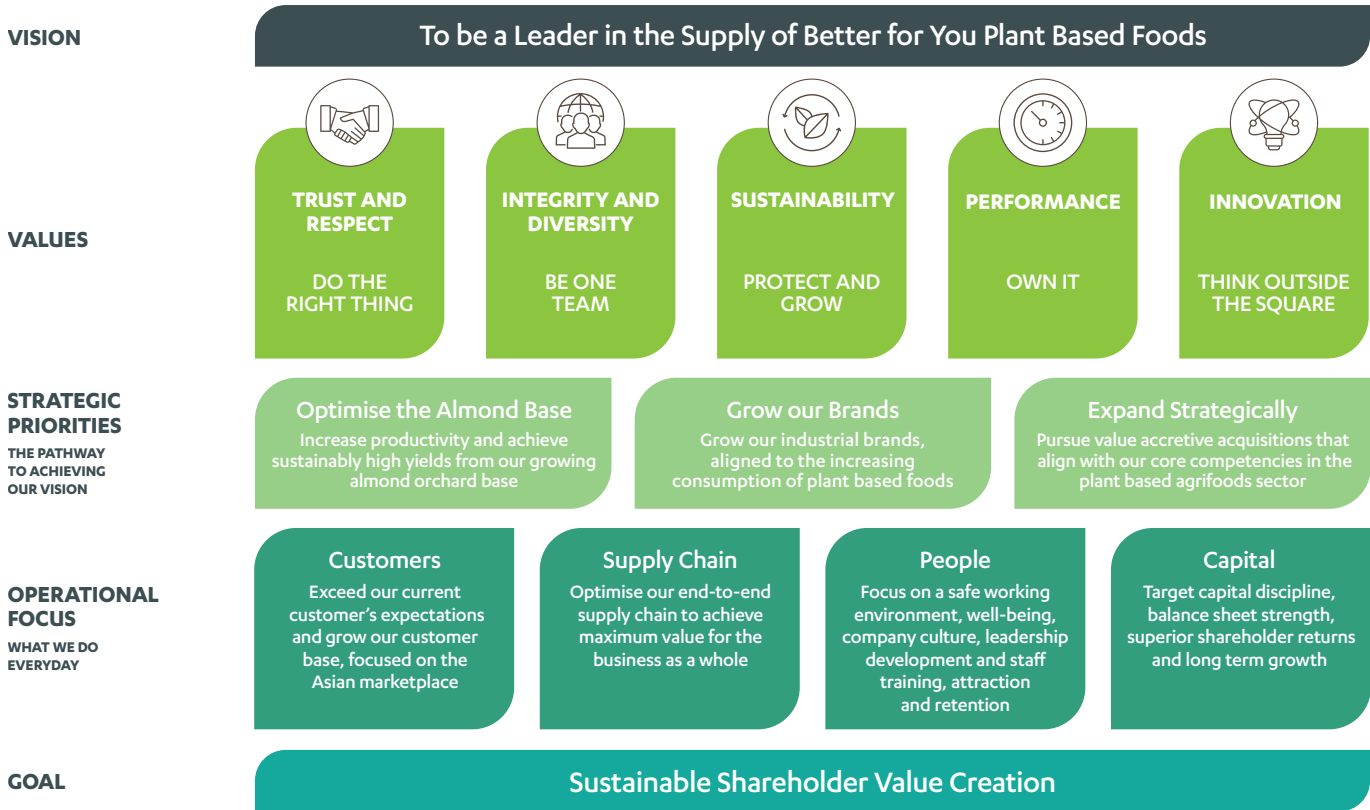 VISION
To be a Leader in the Supply of Better for You Plant Based Foods
VALUES
TRUST AND
RESPECT
DO THE
RIGHT THING
INTEGRITY AND
DIVERSITY
BE ONE
TEAM
SUSTAINABILITY
PROTECT AND
GROW
PERFORMANCE
OWN IT
INNOVATION
THINK OUTSIDE
THE SQUARE
STRATEGIC
PRIORITIES
THE PATHWAY
TO ACHIEVING
OUR VISION
Optimise the Almond Base
Increase productivity and achieve
sustainably high yields from our growing
almond orchard base
Grow our Brands
Grow our industrial brands,
aligned to the increasing
consumption of plant based foods
Expand Strategically
Pursue value accretive acquisitions that
align with our core competencies in the
plant based agrifoods sector
OPERATIONAL
FOCUS
WHAT WE DO
EVERYDAY
Customers
Exceed our current
customer's expectations
and grow our customer
base, focused on the
Asian marketplace
Supply Chain
Optimise our end-to-end
supply chain to achieve
maximum value for the
business as a whole
People
Focus on a safe working
environment, well-being,
company culture, leadership
development and staff
training, attraction
and retention
Capital
Target capital discipline,
balance sheet strength,
superior shareholder returns
and long term growth
GOAL
Sustainable Shareholder Value Creation